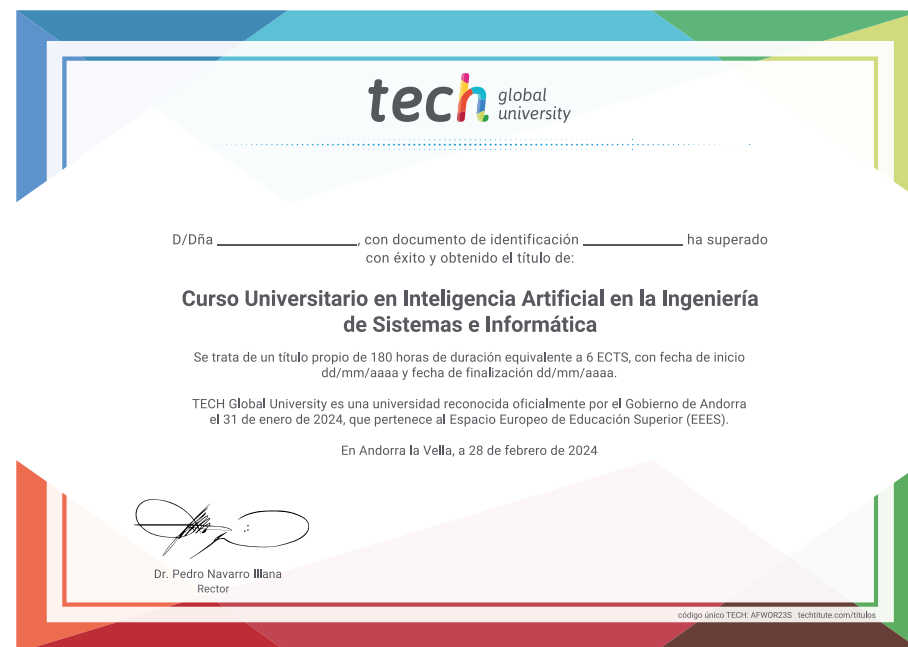 tech global university
D/Dña ____________________, con documento de identificación ______________ ha superado
con éxito y obtenido el título de:
Curso Universitario en Inteligencia Artificial en la Ingeniería
de Sistemas e Informática
Se trata de un título propio de 180 horas de duración equivalente a 6 ECTS, con fecha de inicio
dd/mm/aaaa y fecha de finalización dd/mm/aaaa.
TECH Global University es una universidad reconocida oficialmente por el Gobierno de Andorra
el 31 de enero de 2024, que pertenece al Espacio Europeo de Educación Superior (EEES).
En Andorra la Vella, a 28 de febrero de 2024
Dr. Pedro Navarro Illana
Rector
código único TECH: AFWOR23S techtitute.com/titulos